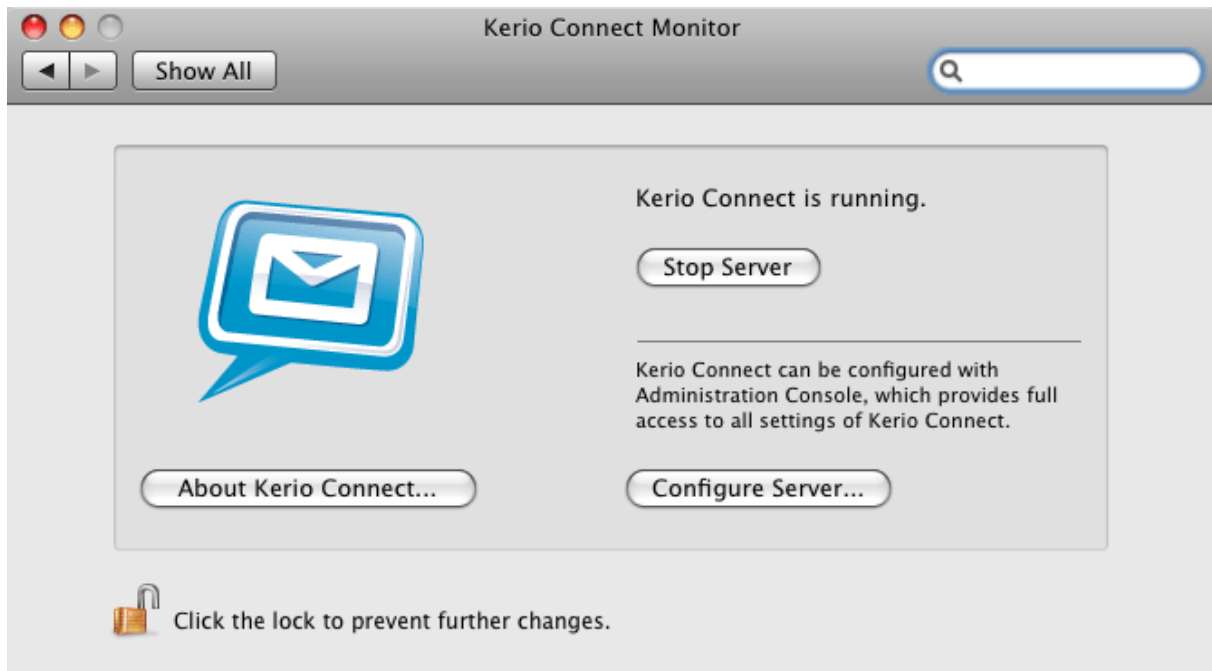 Kerio Connect Monitor
Show All
Kerio Connect is running.
Stop Server
Kerio Connect can be configured with
Administration Console, which provides full
access to all settings of Kerio Connect.
About Kerio Connect...
Configure Server...
Click the lock to prevent further changes.